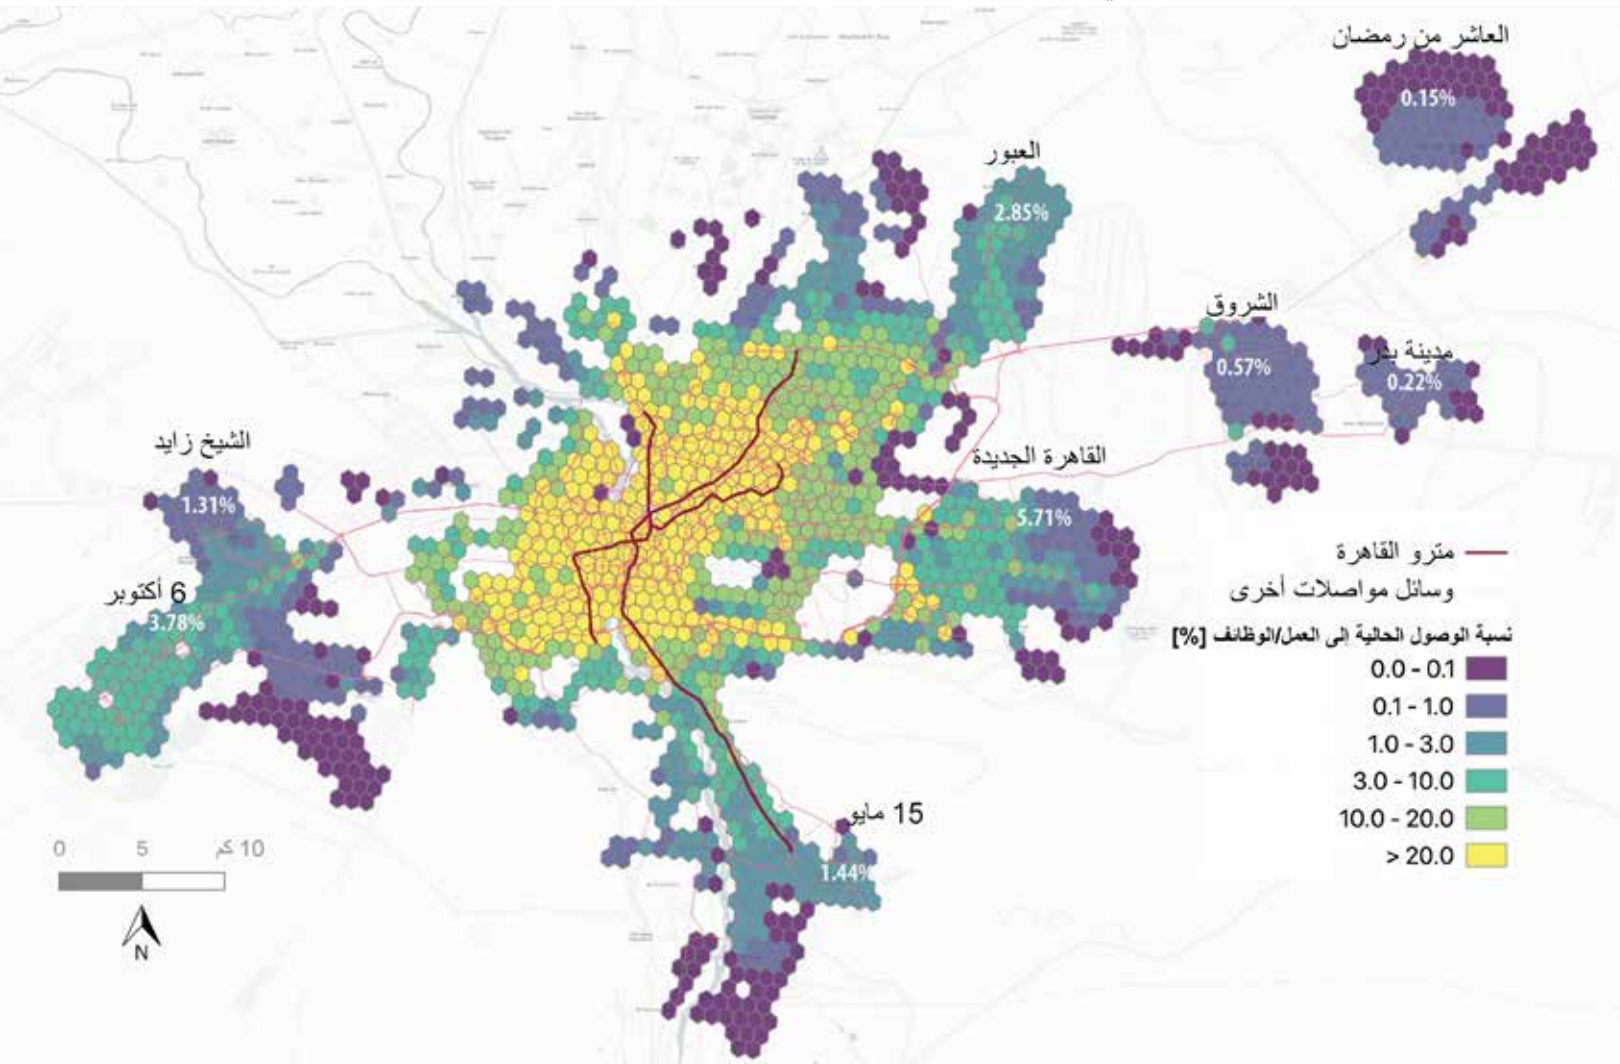 العاشر من رمضان
0.15%
العبور
2.85%
الشروق
0.57%
مدينة بدر
0.22%
القاهرة الجديدة
5.71%
الشيخ زايد
1.31%
6 أكتوبر
3.78%
15 مايو
1.44%
مترو القاهرة
وسائل مواصلات أخرى
نسبة الوصول الحالية إلى العمل/الوظائف [%]
0.0 - 0.1
0.1 - 1.0
1.0 - 3.0
3.0 - 10.0
10.0 - 20.0
> 20.0
0 5 10 كم
N